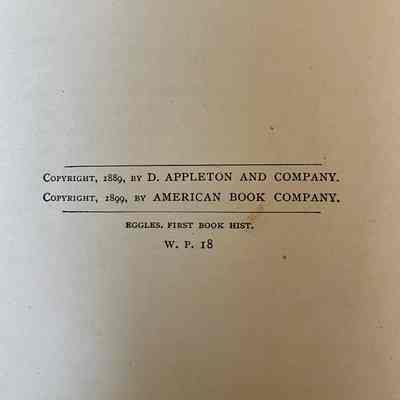 Copyright, 1889, by D. APPLETON AND COMPANY.
Copyright, 1899, by AMERICAN BOOK COMPANY.
EGGLES. FIRST BOOK HIST.
W. P. 18